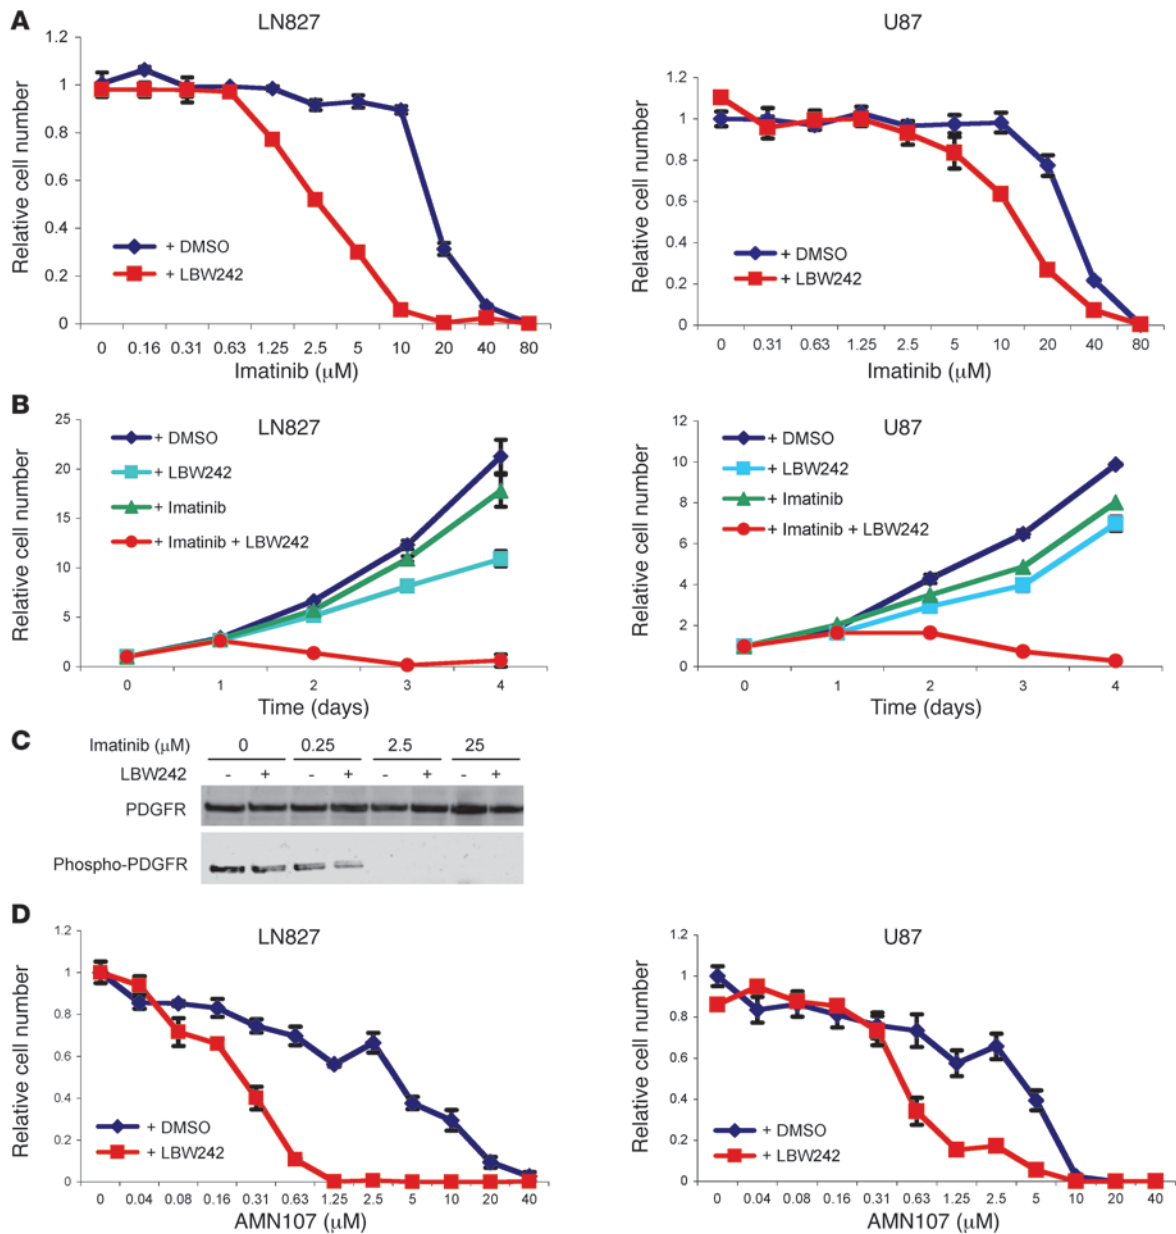 A
LN827
Relative cell number
1.2
1
0.8
0.6
0.4
0.2
0
+ DMSO
+ LBW242
0 0.16 0.31 0.63 1.25 2.5 5 10 20 40 80
Imatinib (μM)
U87
Relative cell number
1.2
1.0
0.8
0.6
0.4
0.2
0
+ DMSO
+ LBW242
0 0.31 0.63 1.25 2.5 5 10 20 40 80
Imatinib (μM)
B
LN827
Relative cell number
25
20
15
10
5
0
+ DMSO
+ LBW242
+ Imatinib
+ Imatinib + LBW242
0 1 2 3 4
Time (days)
U87
Relative cell number
12
10
8
6
4
2
0
+ DMSO
+ LBW242
+ Imatinib
+ Imatinib + LBW242
0 1 2 3 4
Time (days)
C
Imatinib (μM) 0 0.25 2.5 25
LBW242 - + - + - + - +
PDGFR
Phospho-PDGFR
D
LN827
Relative cell number
1.2
1
0.8
0.6
0.4
0.2
0
+ DMSO
+ LBW242
0 0.04 0.08 0.16 0.31 0.63 1.25 2.5 5 10 20 40
AMN107 (μM)
U87
Relative cell number
1.2
1
0.8
0.6
0.4
0.2
0
+ DMSO
+ LBW242
0 0.04 0.08 0.16 0.31 0.63 1.25 2.5 5 10 20 40
AMN107 (μM)